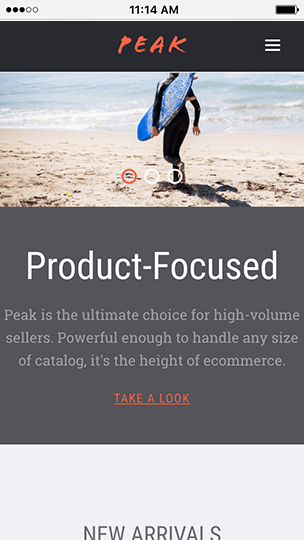 11:14 AM
PEAK
Product-Focused
Peak is the ultimate choice for high-volume
sellers. Powerful enough to handle any size
of catalog, it's the height of ecommerce.
TAKE A LOOK
NEW ARRIVALS